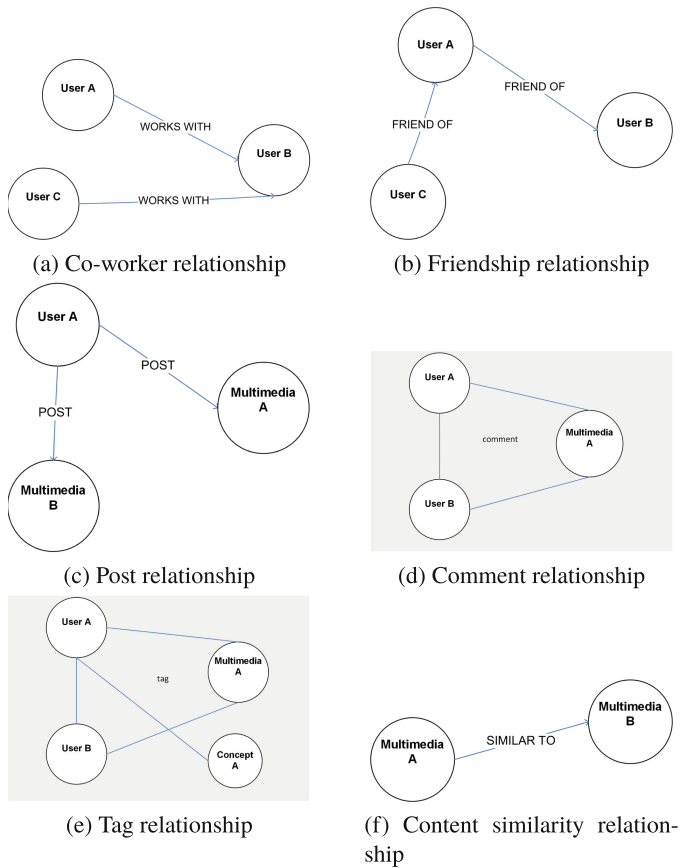 User A
WORKS WITH
User B
User C
WORKS WITH
(a) Co-worker relationship
User A
FRIEND OF
FRIEND OF
User B
User C
(b) Friendship relationship
User A
POST
POST
Multimedia
A
Multimedia
B
(c) Post relationship
User A
comment
Multimedia
A
User B
(d) Comment relationship
User A
Multimedia
A
tag
User B
Concept
A
(e) Tag relationship
Multimedia
B
SIMILAR TO
Multimedia
A
(f) Content similarity relation-
ship